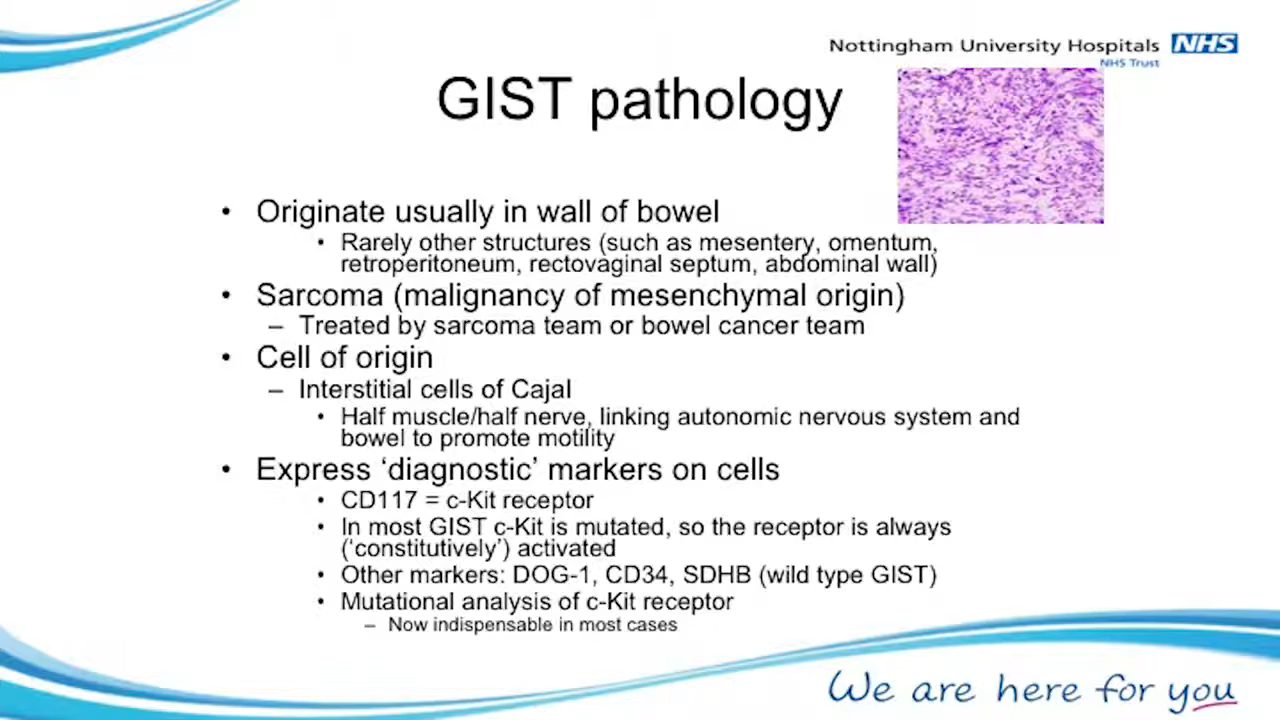 Nottingham University Hospitals NHS
NHS Trust
GIST pathology
• Originate usually in wall of bowel
• Rarely other structures (such as mesentery, omentum,
retroperitoneum, rectovaginal septum, abdominal wall)
• Sarcoma (malignancy of mesenchymal origin)
– Treated by sarcoma team or bowel cancer team
• Cell of origin
– Interstitial cells of Cajal
• Half muscle/half nerve, linking autonomic nervous system and
bowel to promote motility
• Express ‘diagnostic’ markers on cells
• CD117 = c-Kit receptor
• In most GIST c-Kit is mutated, so the receptor is always
(‘constitutively’) activated
• Other markers: DOG-1, CD34, SDHB (wild type GIST)
• Mutational analysis of c-Kit receptor
– Now indispensable in most cases
We are here for you